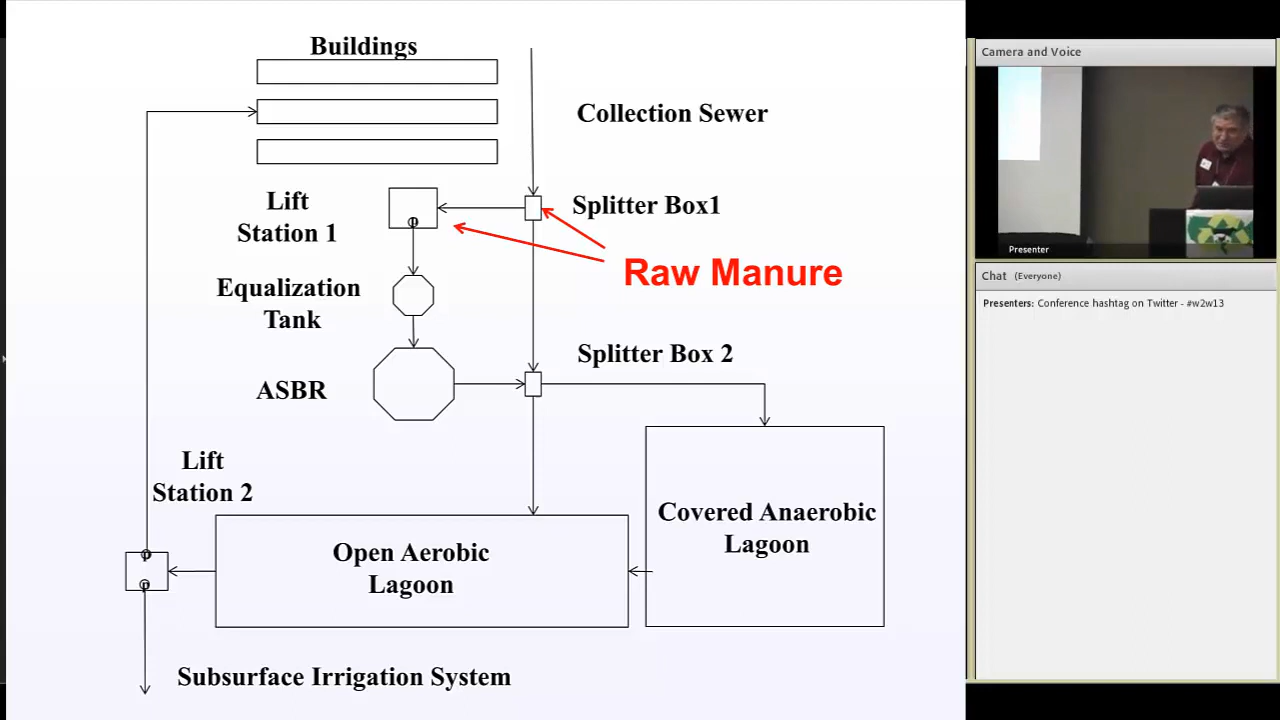 Buildings
Collection Sewer
Lift
Station 1
Splitter Box1
p
Raw Manure
Equalization
Tank
Splitter Box 2
ASBR
Lift
Station 2
Covered Anaerobic
Lagoon
Open Aerobic
Lagoon
p
p
Subsurface Irrigation System
Camera and Voice
Presenter
Chat (Everyone)
Presenters: Conference hashtag on Twitter - #w2w13